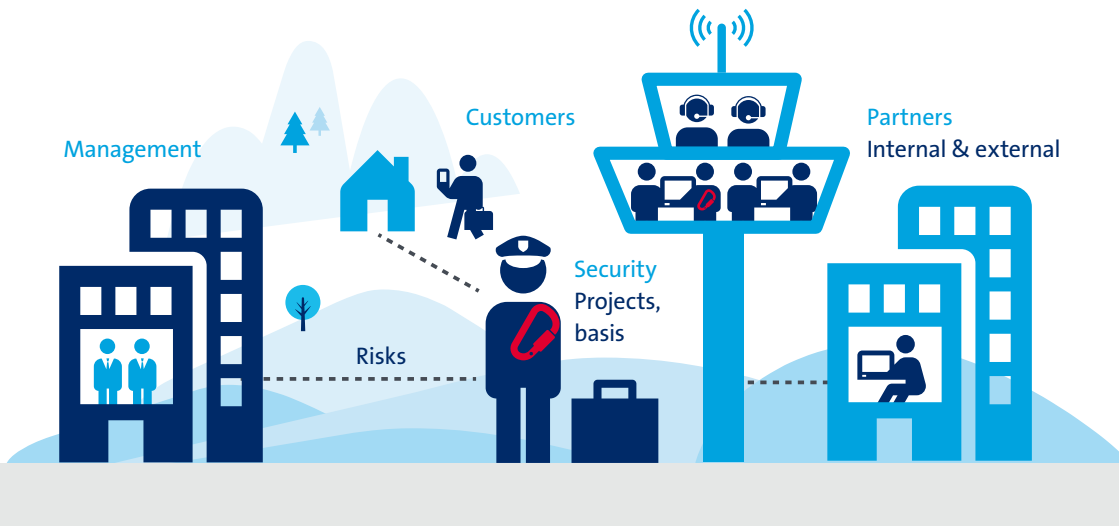 Management
Customers
Partners
Internal & external
Security
Projects,
basis
Risks